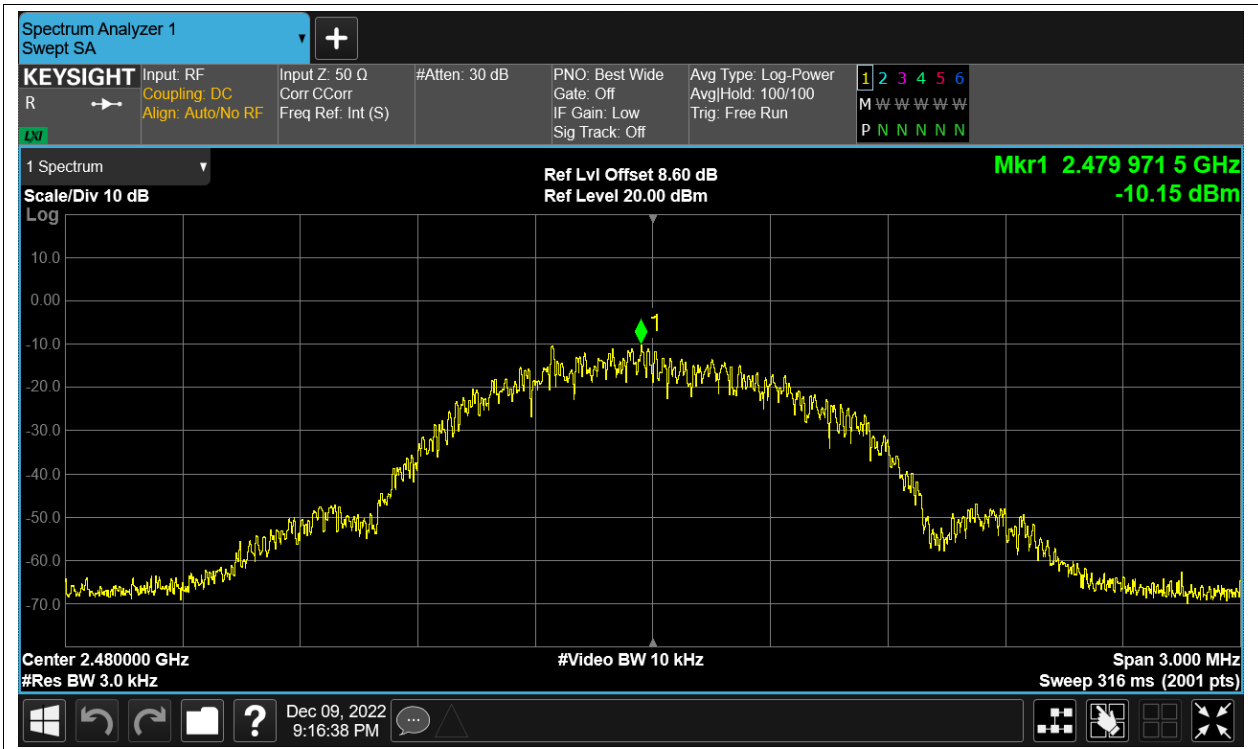 Spectrum Analyzer 1
Swept SA
+
KEYSIGHT
R
LXI
Input: RF
Coupling: DC
Align: Auto/No RF
Input Z: 50 Ω
Corr CCorr
Freq Ref: Int (S)
#Atten: 30 dB
PNO: Best Wide
Gate: Off
IF Gain: Low
Sig Track: Off
Avg Type: Log-Power
Avg|Hold: 100/100
Trig: Free Run
1 2 3 4 5 6
M W W W W W W
P N N N N N N
1 Spectrum
Scale/Div 10 dB
Ref Lvl Offset 8.60 dB
Ref Level 20.00 dBm
Mkr1 2.479 971 5 GHz
-10.15 dBm
Log
10.0
0.00
1
-10.0
-20.0
-30.0
-40.0
-50.0
-60.0
-70.0
Center 2.480000 GHz
#Res BW 3.0 kHz
#Video BW 10 kHz
Span 3.000 MHz
Sweep 316 ms (2001 pts)
?
Dec 09, 2022
9:16:38 PM